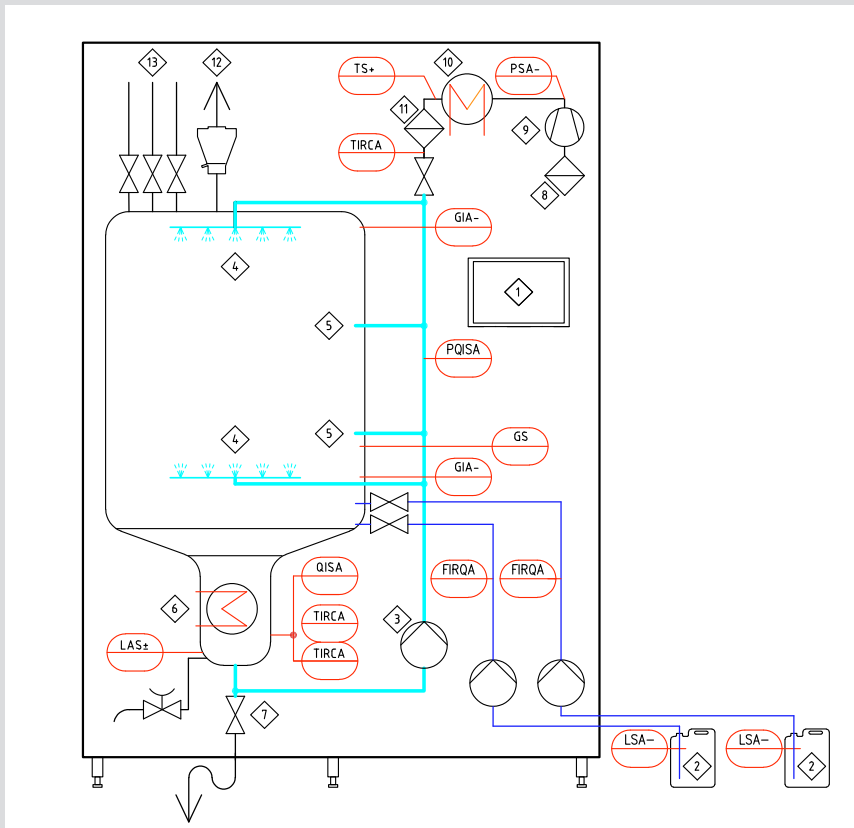 13
12
10
TS+
PSA-
11
9
TIRCA
8
GIA-
4
1
5
PQISA
5
4
GS
GIA-
QISA
FIRQA
FIRQA
6
TIRCA
3
LAS±
TIRCA
7
LSA-
2
LSA-
2